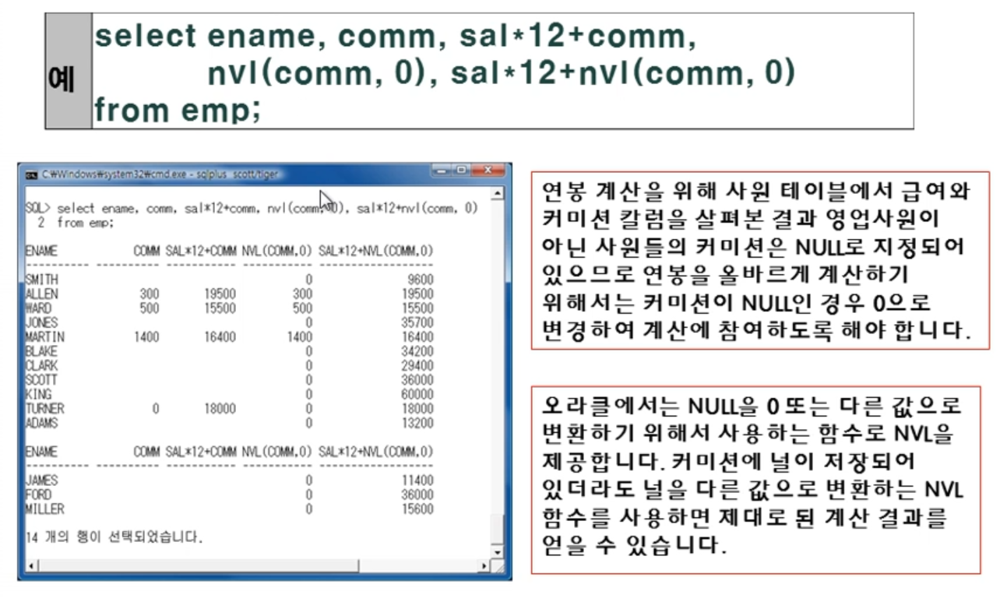 예
select ename, comm, sal*12+comm,
nvl(comm, 0), sal*12+nvl(comm, 0)
from emp;
C:₩Windows₩system32₩cmd.exe - sqlplus scott/tiger
SQL> select ename, comm, sal*12+comm, nvl(comm, 0), sal*12+nvl(comm, 0)
2 from emp;
ENAME COMM SAL*12+COMM NVL(COMM,0) SAL*12+NVL(COMM,0)
---------- ---------- ----------- ----------- ------------------
SMITH 0 9600
ALLEN 300 19500 300 19500
WARD 500 15500 500 15500
JONES 0 35700
MARTIN 1400 16400 1400 16400
BLAKE 0 34200
CLARK 0 29400
SCOTT 0 36000
KING 0 60000
TURNER 0 18000 0 18000
ADAMS 0 13200
ENAME COMM SAL*12+COMM NVL(COMM,0) SAL*12+NVL(COMM,0)
---------- ---------- ----------- ----------- ------------------
JAMES 0 11400
FORD 0 36000
MILLER 0 15600
14 개의 행이 선택되었습니다.
연봉 계산을 위해 사원 테이블에서 급여와
커미션 칼럼을 살펴본 결과 영업사원이
아닌 사원들의 커미션은 NULL로 지정되어
있으므로 연봉을 올바르게 계산하기
위해서는 커미션이 NULL인 경우 0으로
변경하여 계산에 참여하도록 해야 합니다.
오라클에서는 NULL을 0 또는 다른 값으로
변환하기 위해서 사용하는 함수로 NVL을
제공합니다. 커미션에 널이 저장되어
있더라도 널을 다른 값으로 변환하는 NVL
함수를 사용하면 제대로 된 계산 결과를
얻을 수 있습니다.